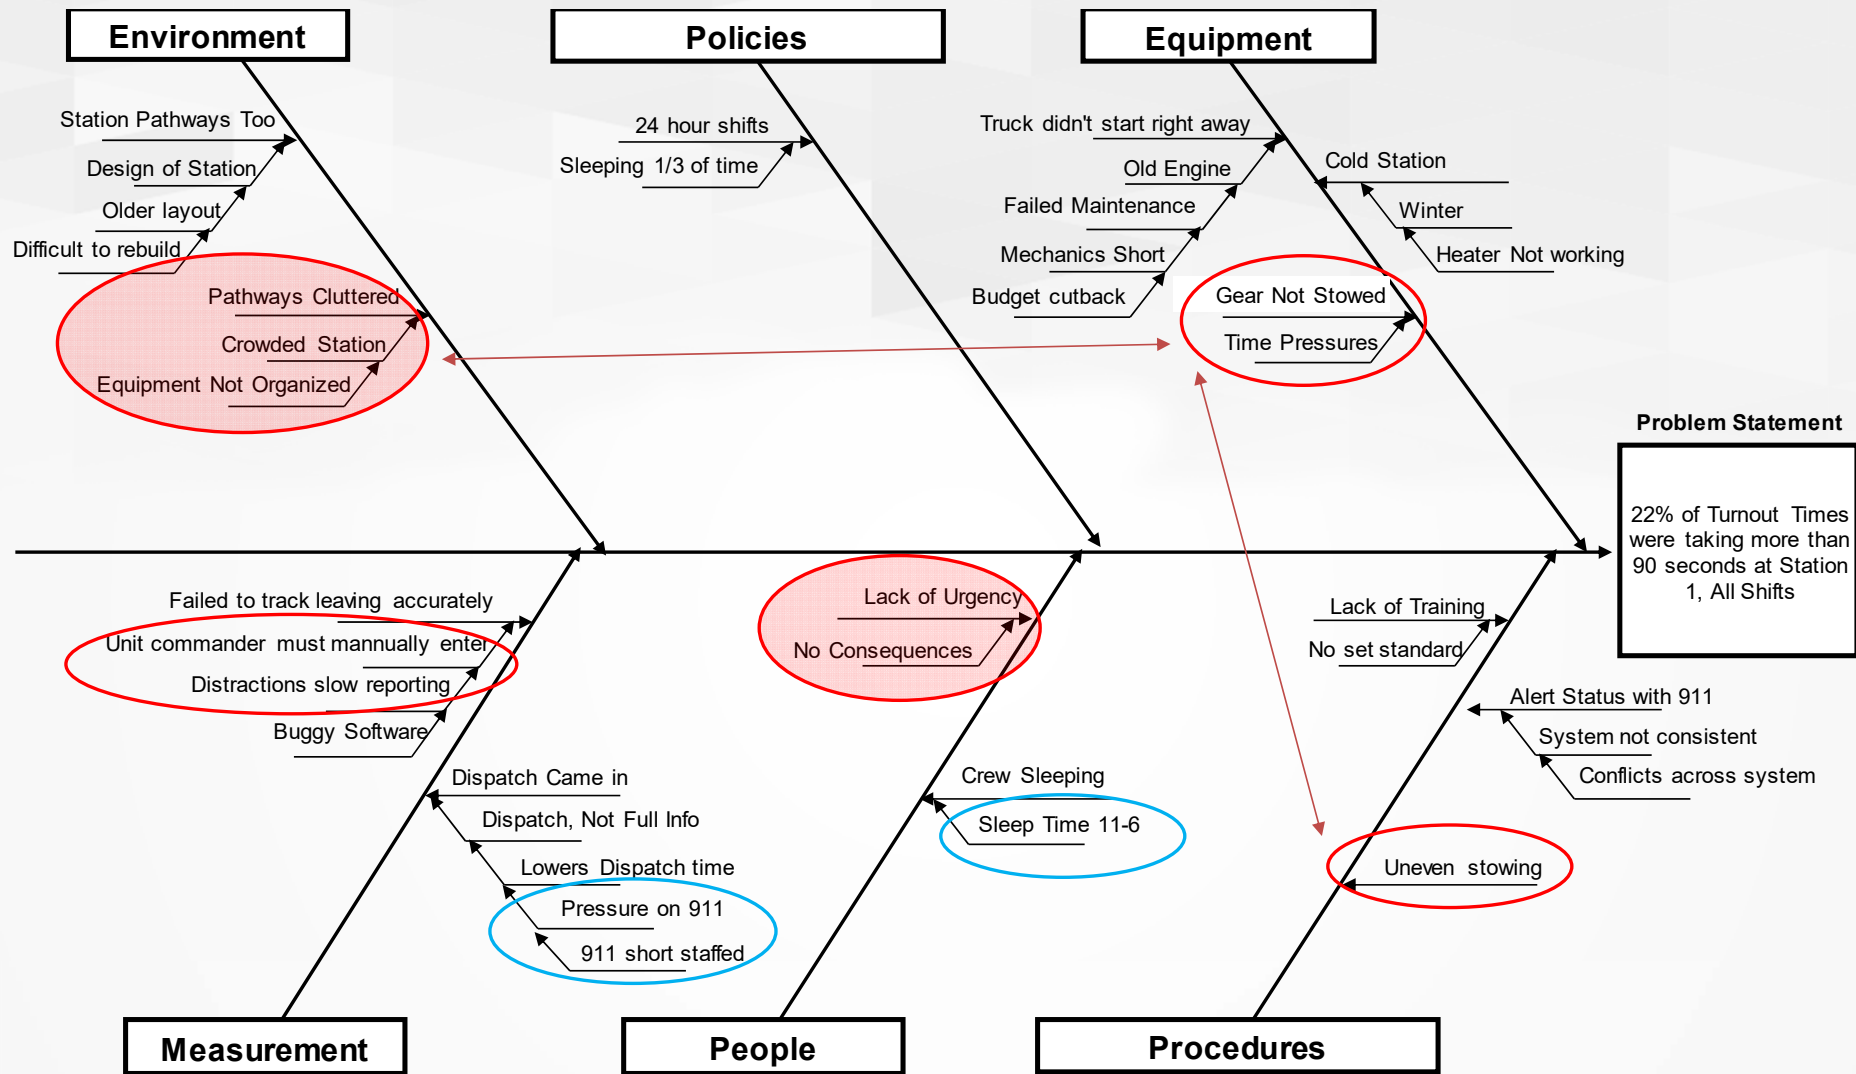 Environment
Policies
Equipment
Station Pathways Too
Design of Station
Older layout
Difficult to rebuild
Pathways Cluttered
Crowded Station
Equipment Not Organized
24 hour shifts
Sleeping 1/3 of time
Truck didn't start right away
Old Engine
Failed Maintenance
Mechanics Short
Budget cutback
Cold Station
Winter
Heater Not working
Gear Not Stowed
Time Pressures
Problem Statement
22% of Turnout Times
were taking more than
90 seconds at Station
1, All Shifts
Failed to track leaving accurately
Unit commander must mannually enter
Distractions slow reporting
Buggy Software
Dispatch Came in
Dispatch, Not Full Info
Lowers Dispatch time
Pressure on 911
911 short staffed
Lack of Urgency
No Consequences
Crew Sleeping
Sleep Time 11-6
Lack of Training
No set standard
Alert Status with 911
System not consistent
Conflicts across system
Uneven stowing
Measurement
People
Procedures